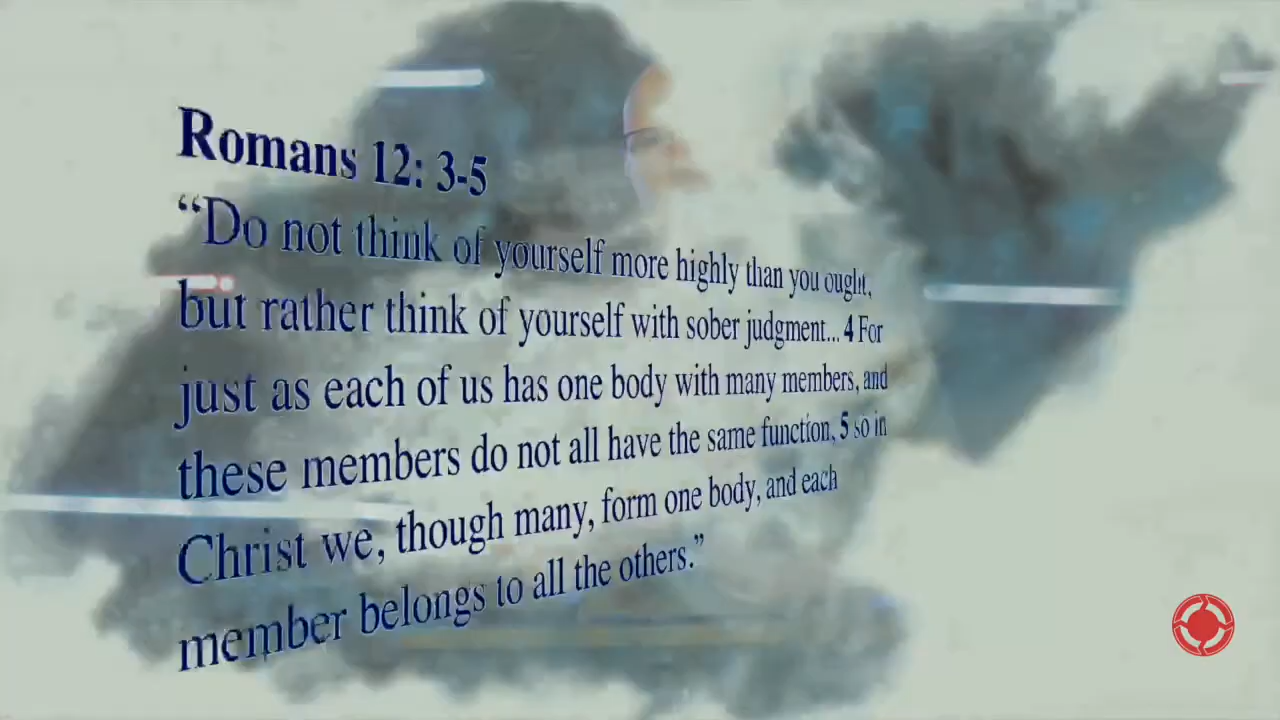 Romans 12: 3-5
“Do not think of yourself more highly than you ought,
but rather think of yourself with sober judgment... 4 For
just as each of us has one body with many members, and
these members do not all have the same function, 5 so in
Christ we, though many, form one body, and each
member belongs to all the others.”